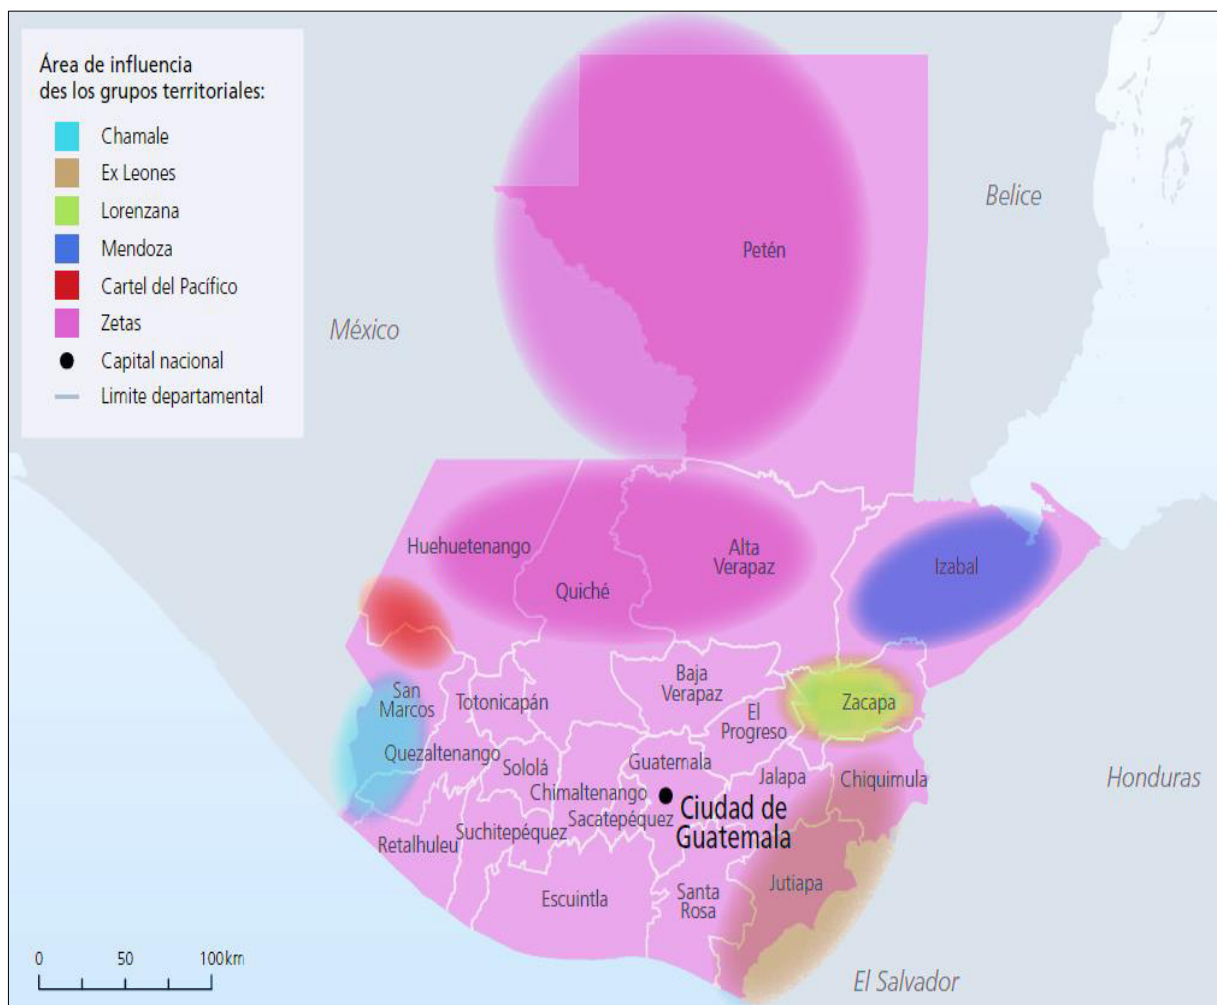 Área de influencia
des los grupos territoriales:
Chamale
Ex Leones
Lorenzana
Mendoza
Cartel del Pacífico
Zetas
Capital nacional
Limite departamental
Belice
Petén
México
Huehuetenango
Alta
Verapaz
Izabal
Quiché
San
Marcos
Totonicapán
Baja
Verapaz
Zacapa
El
Progreso
Quezaltenango
Sololá
Guatemala
Jalapa
Chiquimula
Honduras
Chimaltenango
Ciudad de
Guatemala
Sacatepéquez
Suchitepéquez
Retalhuleu
Escuintla
Santa
Rosa
Jutiapa
El Salvador
0 50 100 km